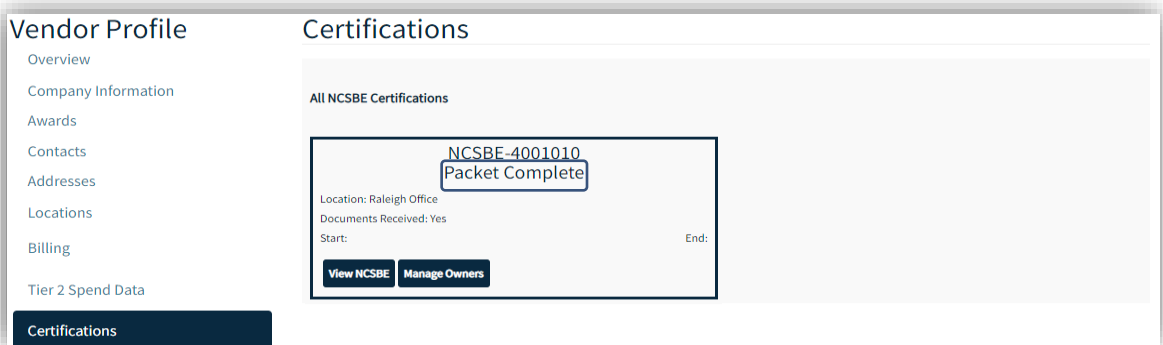 Vendor Profile
Overview
Company Information
Awards
Contacts
Addresses
Locations
Billing
Tier 2 Spend Data
Certifications
Certifications
All NCSBE Certifications
NCSBE-4001010
Packet Complete
Location: Raleigh Office
Documents Received: Yes
Start: End:
View NCSBE Manage Owners